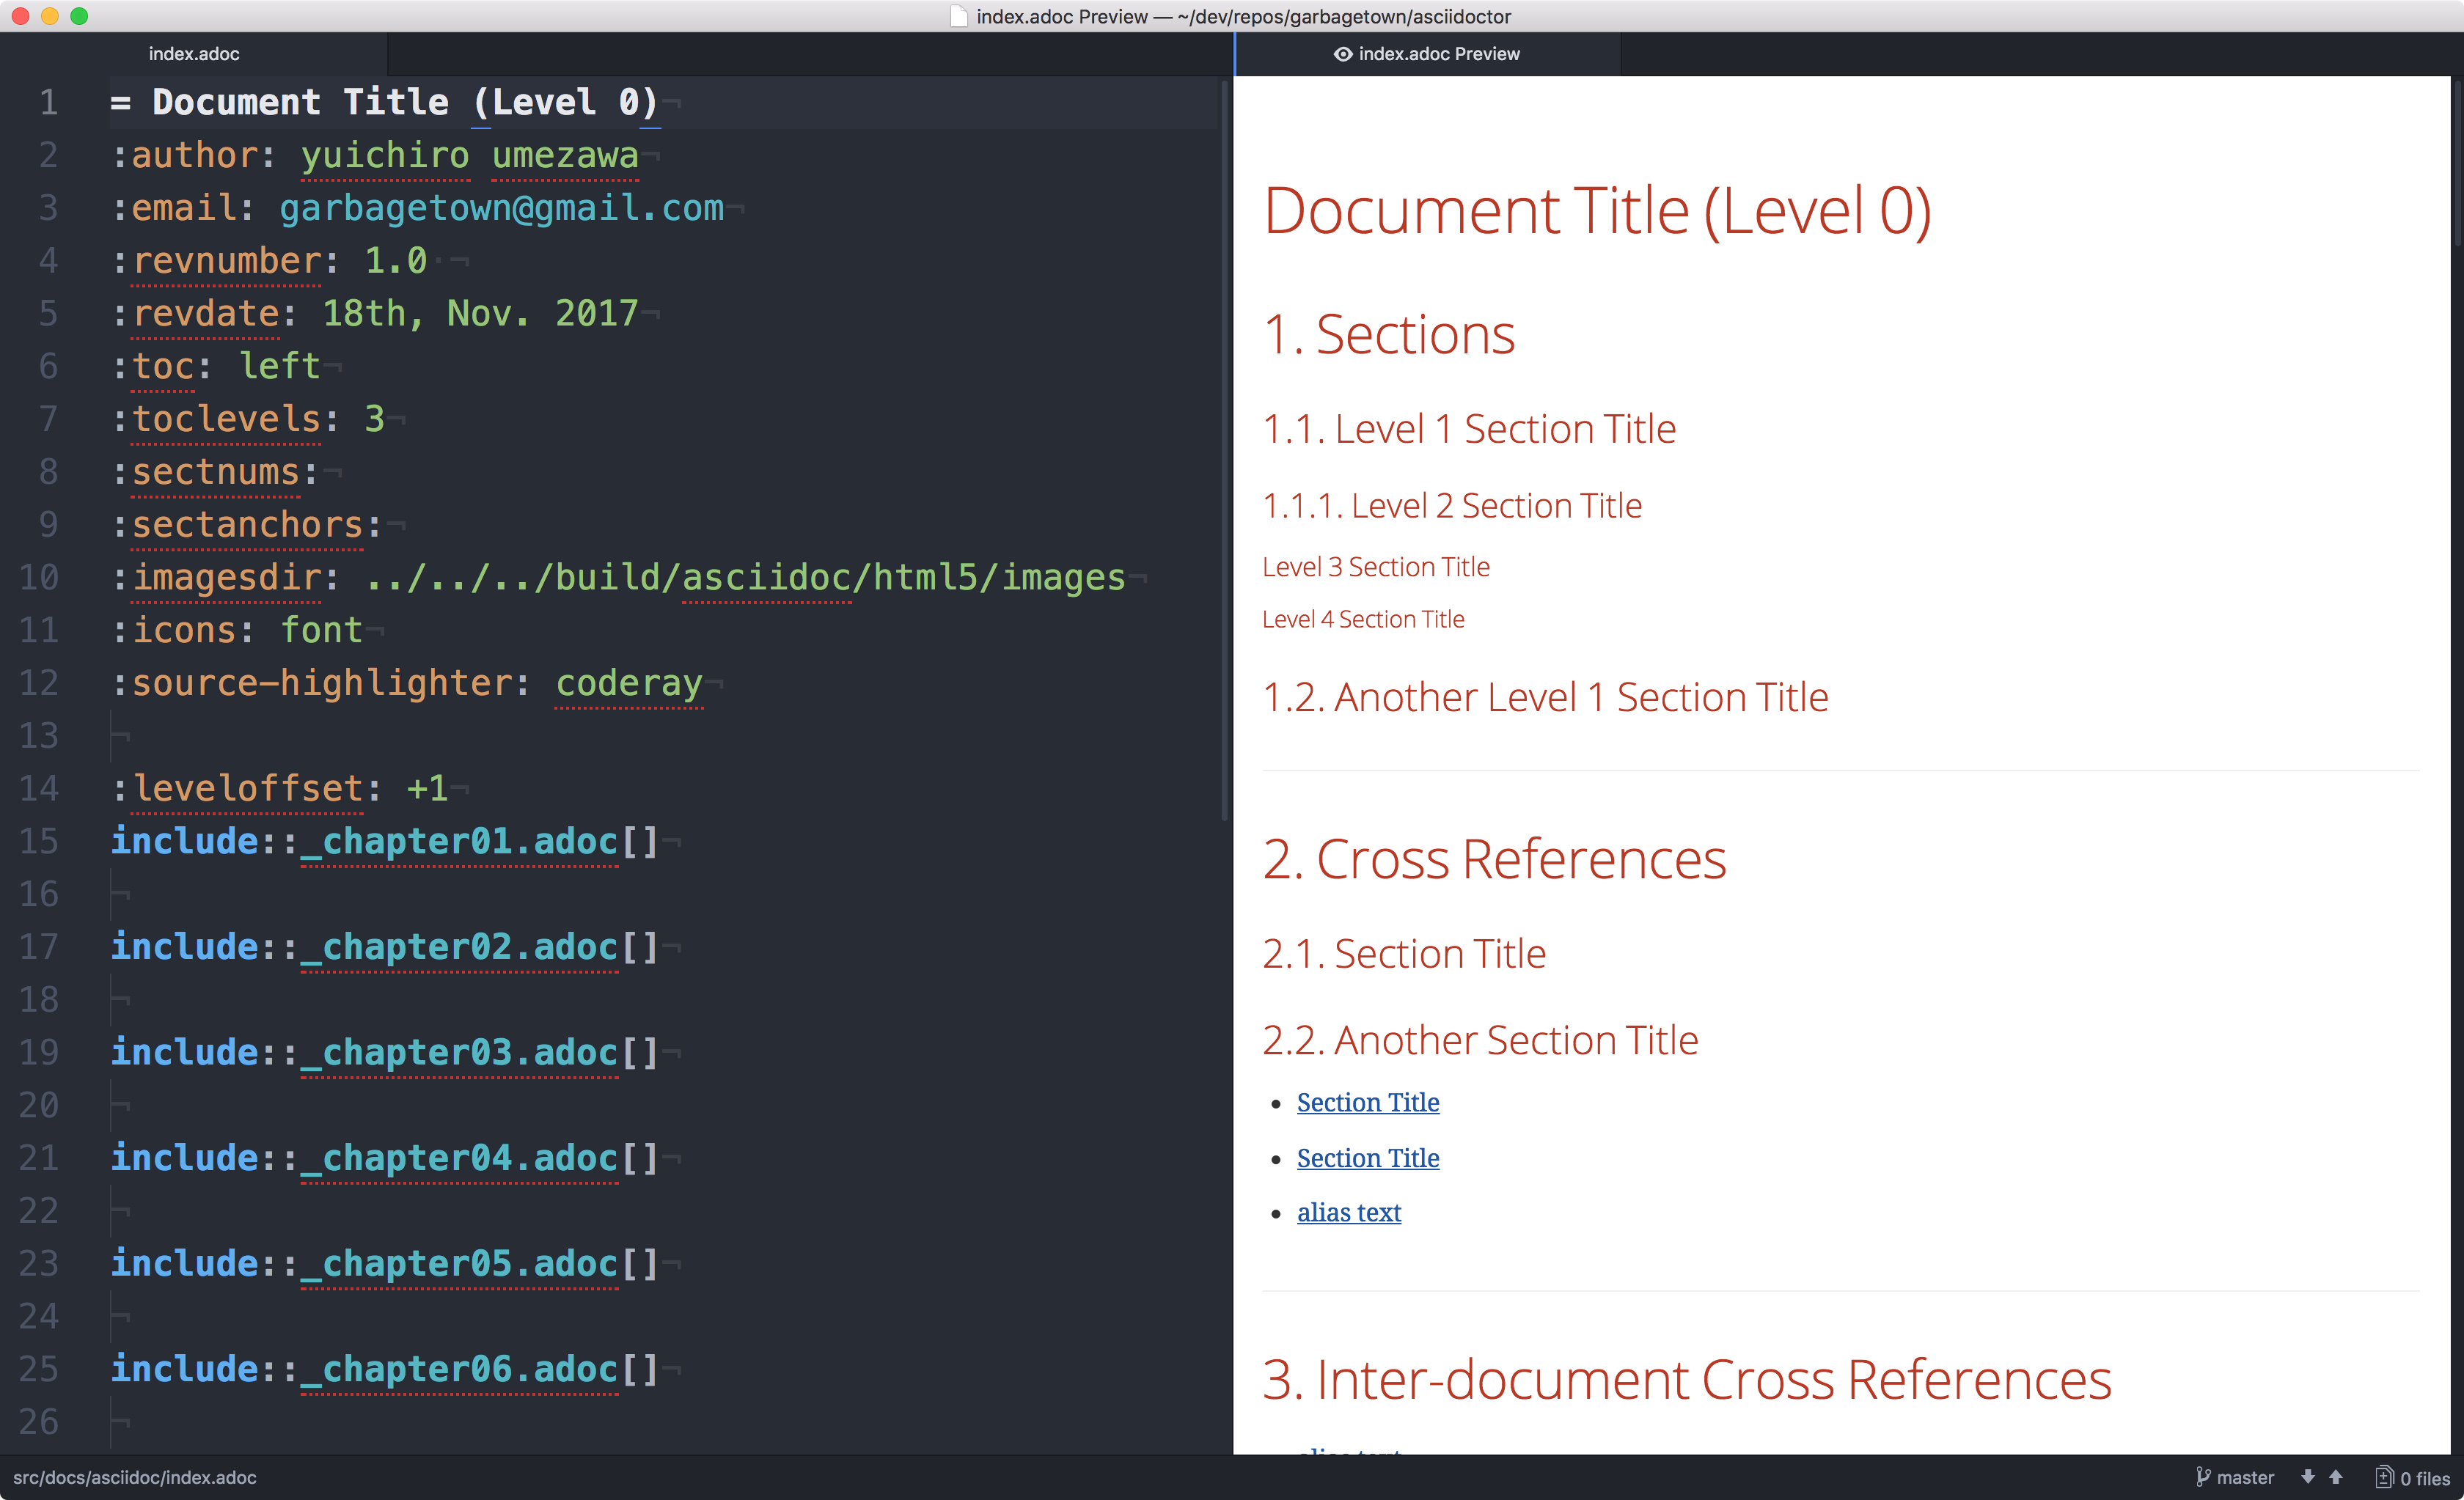 index.adoc Preview — ~/dev/repos/garbagetown/asciidoctor
index.adoc
1 = Document Title (Level 0)¬
2 :author: yuichiro umezawa¬
3 :email: garbagetown@gmail.com¬
4 :revnumber: 1.0·¬
5 :revdate: 18th, Nov. 2017¬
6 :toc: left¬
7 :toclevels: 3¬
8 :sectnums:¬
9 :sectanchors:¬
10 :imagesdir: ../../../build/asciidoc/html5/images¬
11 :icons: font¬
12 :source-highlighter: coderay¬
13 ¬
14 :leveloffset: +1¬
15 include::_chapter01.adoc[]¬
16 ¬
17 include::_chapter02.adoc[]¬
18 ¬
19 include::_chapter03.adoc[]¬
20 ¬
21 include::_chapter04.adoc[]¬
22 ¬
23 include::_chapter05.adoc[]¬
24 ¬
25 include::_chapter06.adoc[]¬
26 ¬
index.adoc Preview
Document Title (Level 0)
1. Sections
1.1. Level 1 Section Title
1.1.1. Level 2 Section Title
Level 3 Section Title
Level 4 Section Title
1.2. Another Level 1 Section Title
2. Cross References
2.1. Section Title
2.2. Another Section Title
• Section Title
• Section Title
• alias text
3. Inter-document Cross References
alias text
src/docs/asciidoc/index.adoc
master
0 files